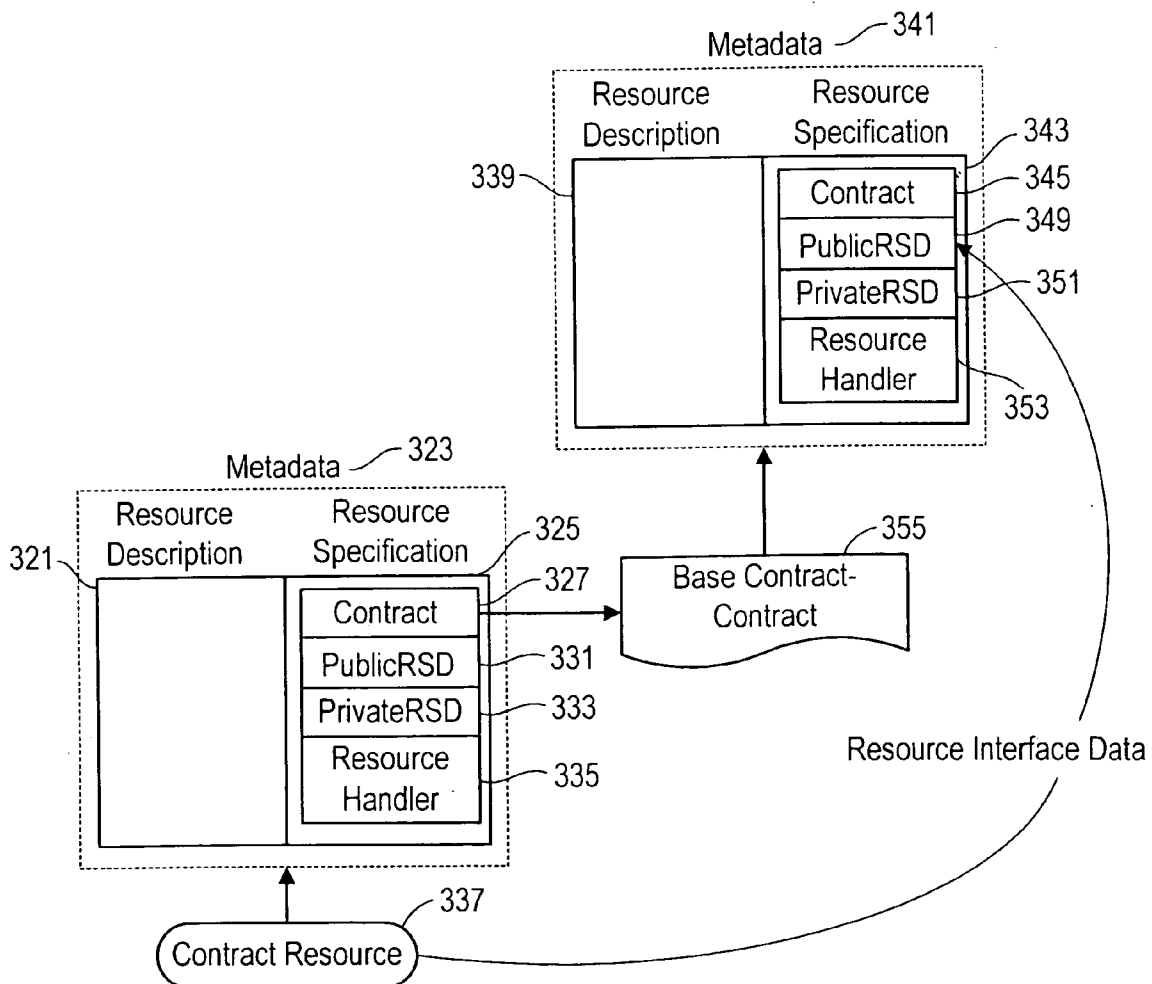 Metadata 341
Resource
Description
Resource
Specification
343
339
Contract
345
PublicRSD
349
PrivateRSD
351
Resource
Handler
353
Metadata 323
Resource
Description
Resource
Specification
325
321
Contract
327
PublicRSD
331
PrivateRSD
333
Resource
Handler
335
355
Base Contract-
Contract
Resource Interface Data
337
Contract Resource